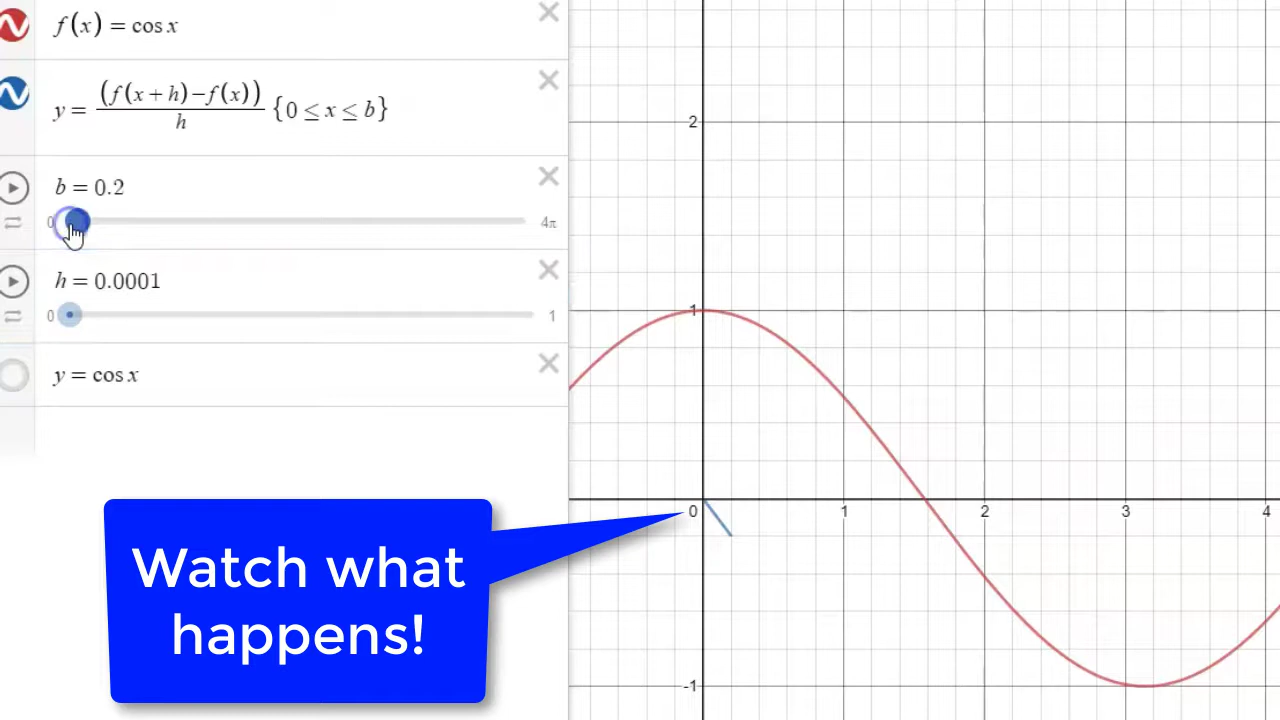 f(x) = cos x
y = (f(x + h) − f(x)) / h {0 ≤ x ≤ b}
b = 0.2
0
4π
h = 0.0001
0
1
y = cos x
2
1
0
1
2
3
4
-1
Watch what
happens!